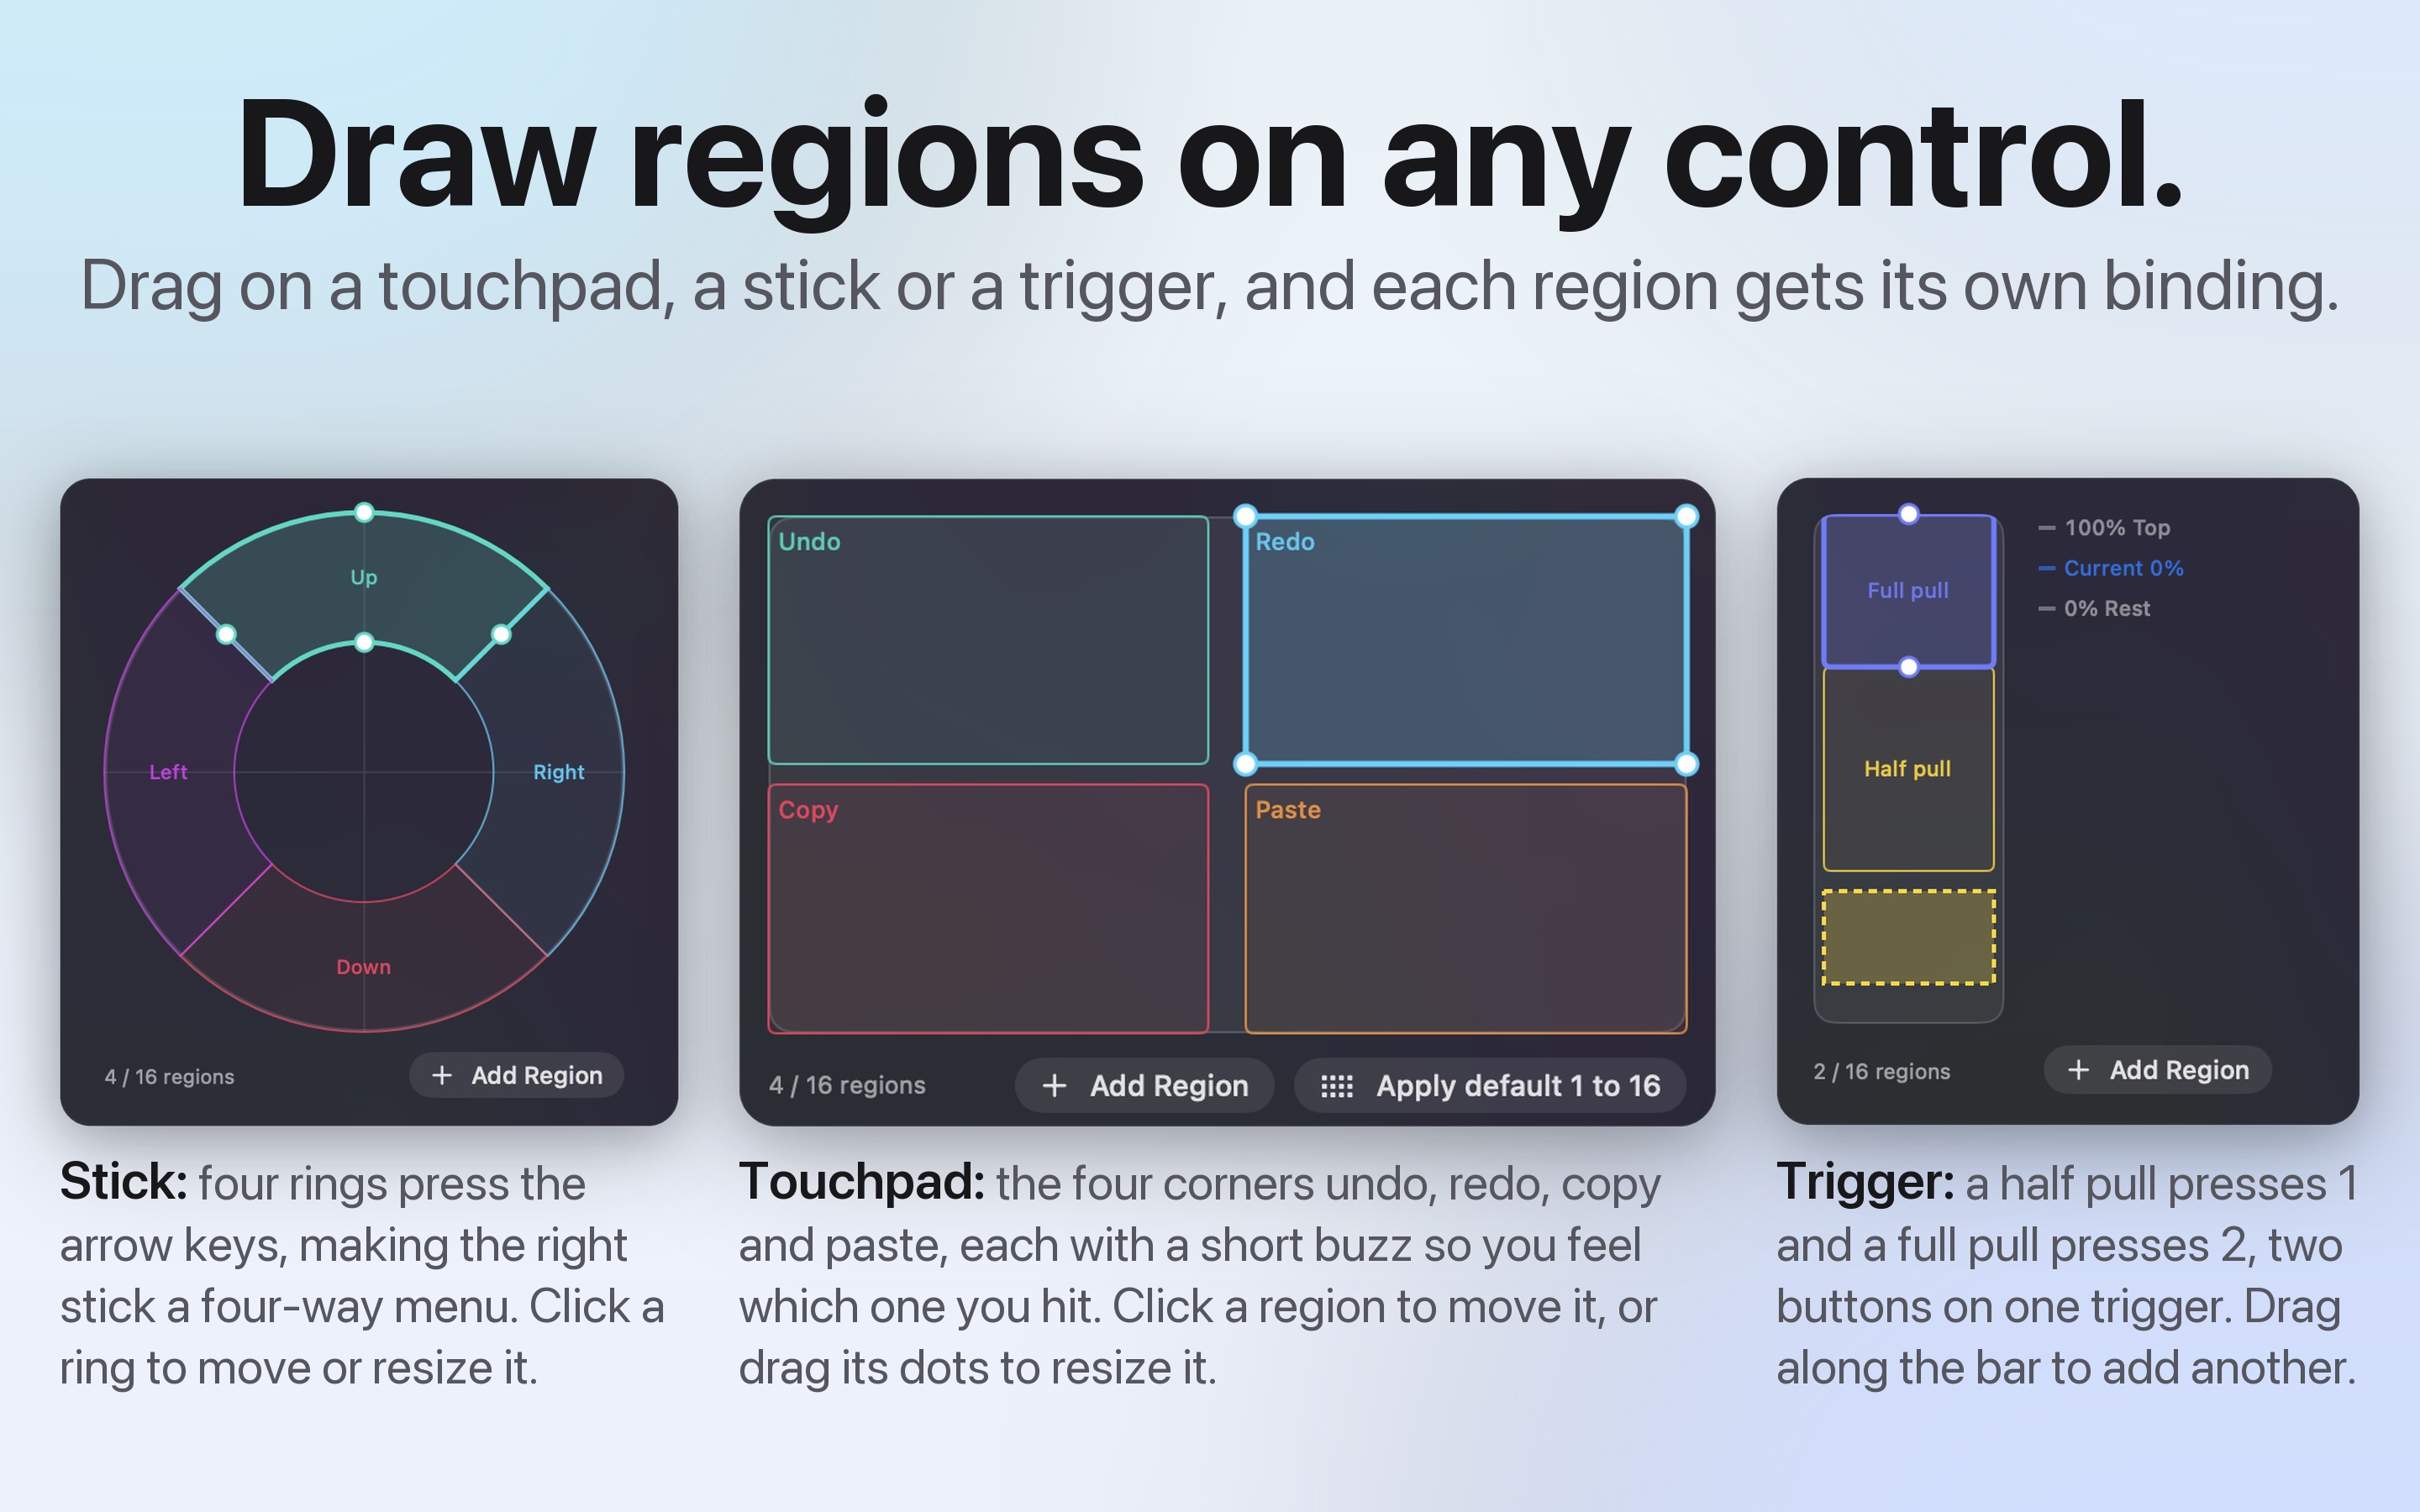 Draw regions on any control.
Drag on a touchpad, a stick or a trigger, and each region gets its own binding.
Up
Left
Right
Down
4 / 16 regions
+ Add Region
Undo
Redo
Copy
Paste
4 / 16 regions
+ Add Region
Apply default 1 to 16
Full pull
Half pull
100% Top
Current 0%
0% Rest
2 / 16 regions
+ Add Region
Stick: four rings press the
arrow keys, making the right
stick a four-way menu. Click a
ring to move or resize it.
Touchpad: the four corners undo, redo, copy
and paste, each with a short buzz so you feel
which one you hit. Click a region to move it, or
drag its dots to resize it.
Trigger: a half pull presses 1
and a full pull presses 2, two
buttons on one trigger. Drag
along the bar to add another.